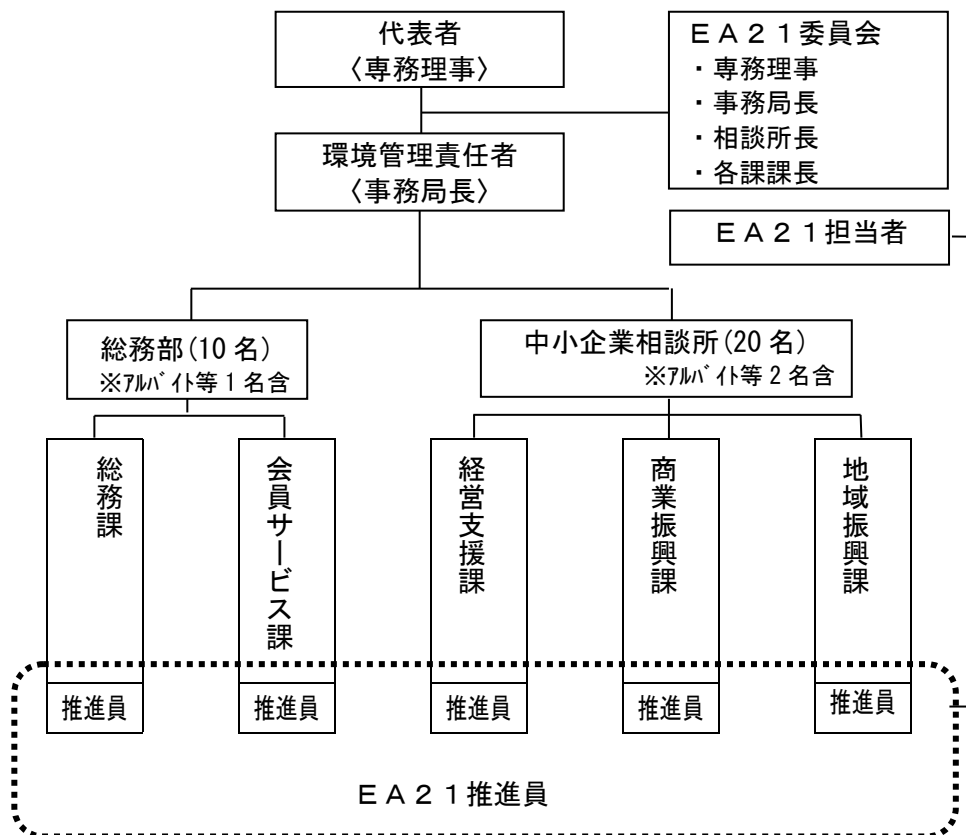 代表者
〈専務理事〉
EA21委員会
・専務理事
・事務局長
・相談所長
・各課課長
環境管理責任者
〈事務局長〉
EA21担当者
総務部(10名)
※ｱﾙﾊﾞｲﾄ等1名含
中小企業相談所(20名)
※ｱﾙﾊﾞｲﾄ等2名含
総務課
会員サービス課
経営支援課
商業振興課
地域振興課
推進員
推進員
推進員
推進員
推進員
EA21推進員